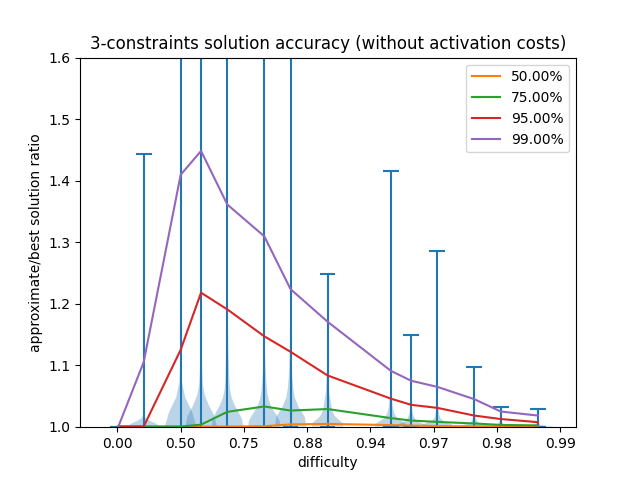 3-constraints solution accuracy (without activation costs)
approximate/best solution ratio
1.6
1.5
1.4
1.3
1.2
1.1
1.0
50.00%
75.00%
95.00%
99.00%
0.00 0.50 0.75 0.88 0.94 0.97 0.98 0.99
difficulty